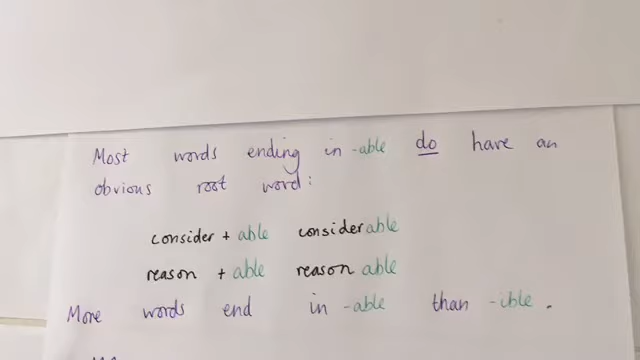 Most words ending in -able do have an
obvious root word:
consider + able considerable
reason + able reason able
More words end in -able than -ible.